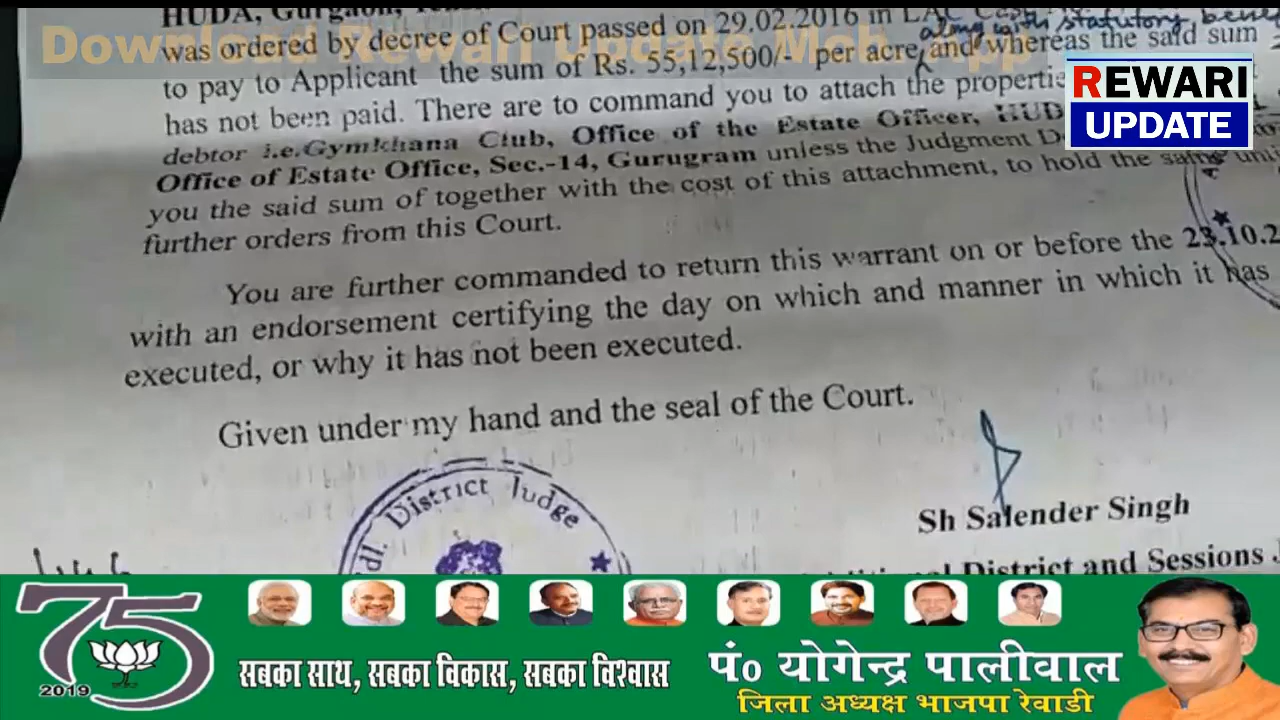 Download Rewari Update Mob App
REWARI
UPDATE
HUDA, Gurgaon,
was ordered by decree of Court passed on 29.02.2016 in LAC
along with statutory
to pay to Applicant the sum of Rs. 55,12,500/- per acre, and whereas the said sum
has not been paid. There are to command you to attach the
debtor i.e.Gymkhana Club, Office of the Estate Officer,
Office of Estate Office, Sec.-14, Gurugram unless the Judgment
you the said sum of together with the cost of this attachment, to hold the same
further orders from this Court.
You are further commanded to return this warrant on or before the 23.10.2
with an endorsement certifying the day on which and manner in which it has
executed, or why it has not been executed.
Given under my hand and the seal of the Court.
District Judge
Sh Salender Singh
District and Sessions
75
2019
सबका साथ, सबका विकास, सबका विश्वास
पं० योगेन्द्र पालीवाल
जिला अध्यक्ष भाजपा रेवाडी